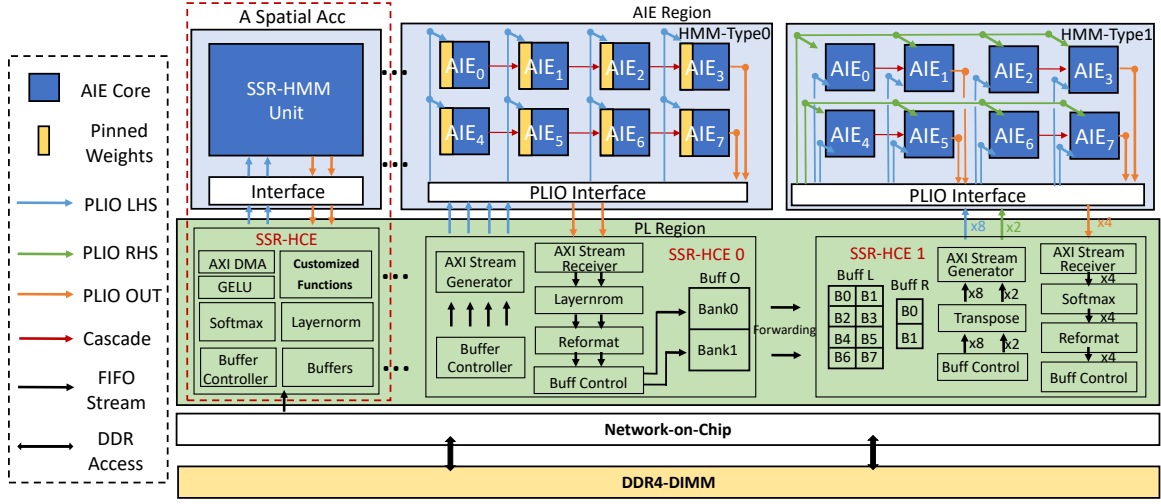 A Spatial Acc
AIE Region
AIE Core
Pinned
Weights
PLIO LHS
PLIO RHS
PLIO OUT
Cascade
FIFO
Stream
DDR
Access
SSR-HMM
Unit
Interface
HMM-Type0
AIE0
AIE1
AIE2
AIE3
AIE4
AIE5
AIE6
AIE7
PLIO Interface
HMM-Type1
AIE0
AIE1
AIE2
AIE3
AIE4
AIE5
AIE6
AIE7
PLIO Interface
x8
x2
x4
PL Region
SSR-HCE
AXI DMA
GELU
Customized
Functions
Softmax
Layernorm
Buffer
Controller
Buffers
SSR-HCE 0
AXI Stream
Generator
Buffer
Controller
AXI Stream
Receiver
Layernrom
Reformat
Buff Control
Buff O
Bank0
Bank1
Forwarding
SSR-HCE 1
Buff L
B0 B1
B2 B3
B4 B5
B6 B7
Buff R
B0
B1
AXI Stream
Generator
x8 x2
Transpose
x8 x2
Buff Control
AXI Stream
Receiver
x4
Softmax
x4
Reformat
x4
Buff Control
Network-on-Chip
DDR4-DIMM